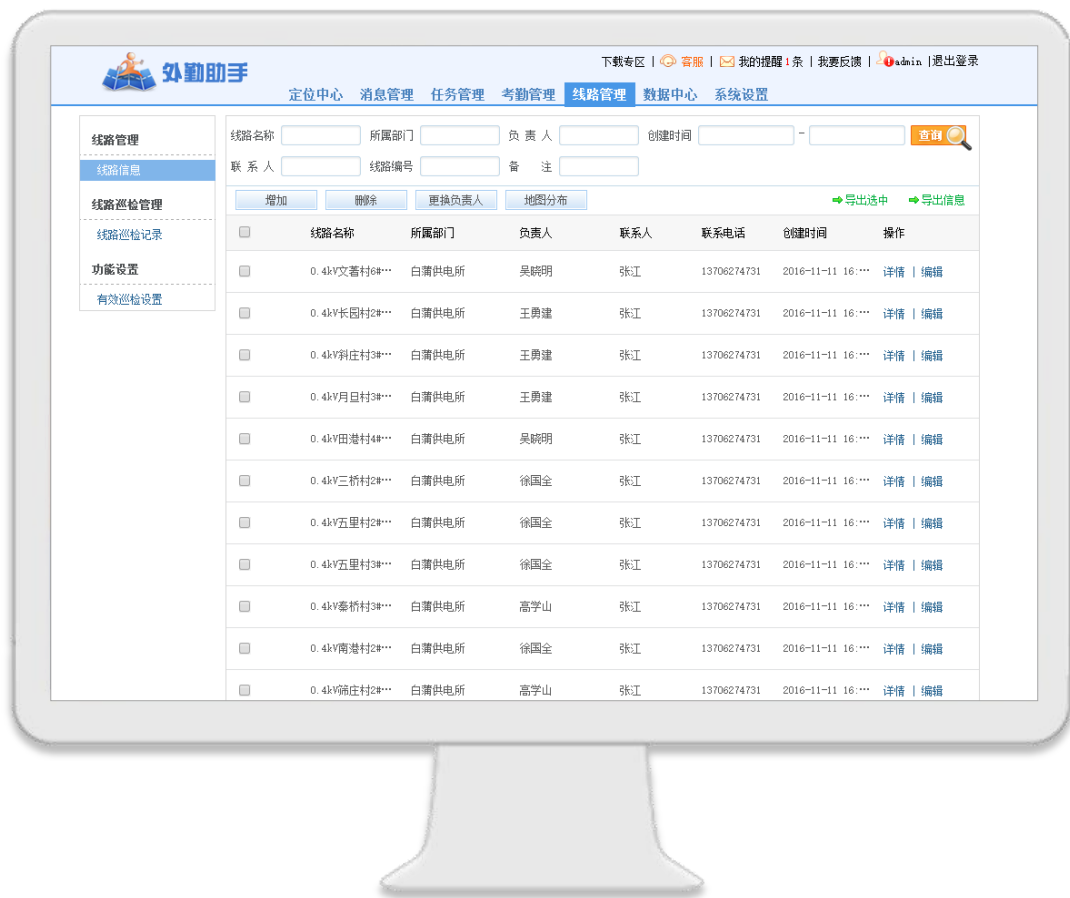 外勤助手
下载专区 | 客服 | 我的提醒1条 | 我要反馈 | admin |退出登录
定位中心 消息管理 任务管理 考勤管理 线路管理 数据中心 系统设置
线路管理
线路信息
线路巡检管理
线路巡检记录
功能设置
有效巡检设置
线路名称 所属部门 负 责 人 创建时间 - 查询
联 系 人 线路编号 备 注
增加 删除 更换负责人 地图分布 导出选中 导出信息
线路名称 所属部门 负责人 联系人 联系电话 创建时间 操作
0.4kV文著村6#… 白蒲供电所 吴晓明 张江 13706274731 2016-11-11 16:… 详情 | 编辑
0.4kV长园村2#… 白蒲供电所 王勇建 张江 13706274731 2016-11-11 16:… 详情 | 编辑
0.4kV斜庄村3#… 白蒲供电所 王勇建 张江 13706274731 2016-11-11 16:… 详情 | 编辑
0.4kV月旦村3#… 白蒲供电所 王勇建 张江 13706274731 2016-11-11 16:… 详情 | 编辑
0.4kV田港村4#… 白蒲供电所 吴晓明 张江 13706274731 2016-11-11 16:… 详情 | 编辑
0.4kV三桥村2#… 白蒲供电所 徐国全 张江 13706274731 2016-11-11 16:… 详情 | 编辑
0.4kV五里村2#… 白蒲供电所 徐国全 张江 13706274731 2016-11-11 16:… 详情 | 编辑
0.4kV五里村3#… 白蒲供电所 徐国全 张江 13706274731 2016-11-11 16:… 详情 | 编辑
0.4kV秦桥村3#… 白蒲供电所 高学山 张江 13706274731 2016-11-11 16:… 详情 | 编辑
0.4kV南港村2#… 白蒲供电所 徐国全 张江 13706274731 2016-11-11 16:… 详情 | 编辑
0.4kV筛庄村2#… 白蒲供电所 高学山 张江 13706274731 2016-11-11 16:… 详情 | 编辑